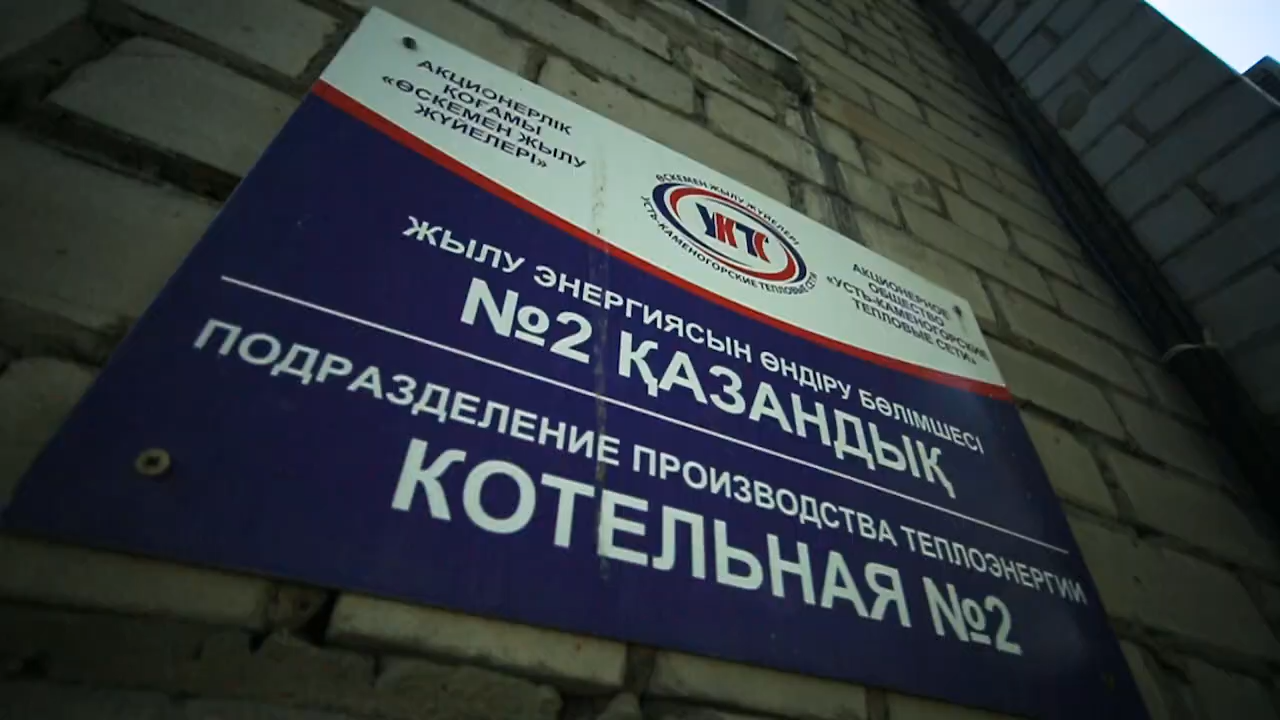 АКЦИОНЕРЛІК
ҚОҒАМЫ
«ӨСКЕМЕН ЖЫЛУ
ЖҮЙЕЛЕРІ»
ӨСКЕМЕН ЖЫЛУ ЖҮЙЕЛЕРІ
УКТС
УСТЬ-КАМЕНОГОРСКИЕ ТЕПЛОВЫЕ СЕТИ
АКЦИОНЕРНОЕ
ОБЩЕСТВО
«УСТЬ-КАМЕНОГОРСКИЕ
ТЕПЛОВЫЕ СЕТИ»
ЖЫЛУ ЭНЕРГИЯСЫН ӨНДІРУ БӨЛІМШЕСІ
№2 ҚАЗАНДЫҚ
ПОДРАЗДЕЛЕНИЕ ПРОИЗВОДСТВА ТЕПЛОЭНЕРГИИ
КОТЕЛЬНАЯ №2